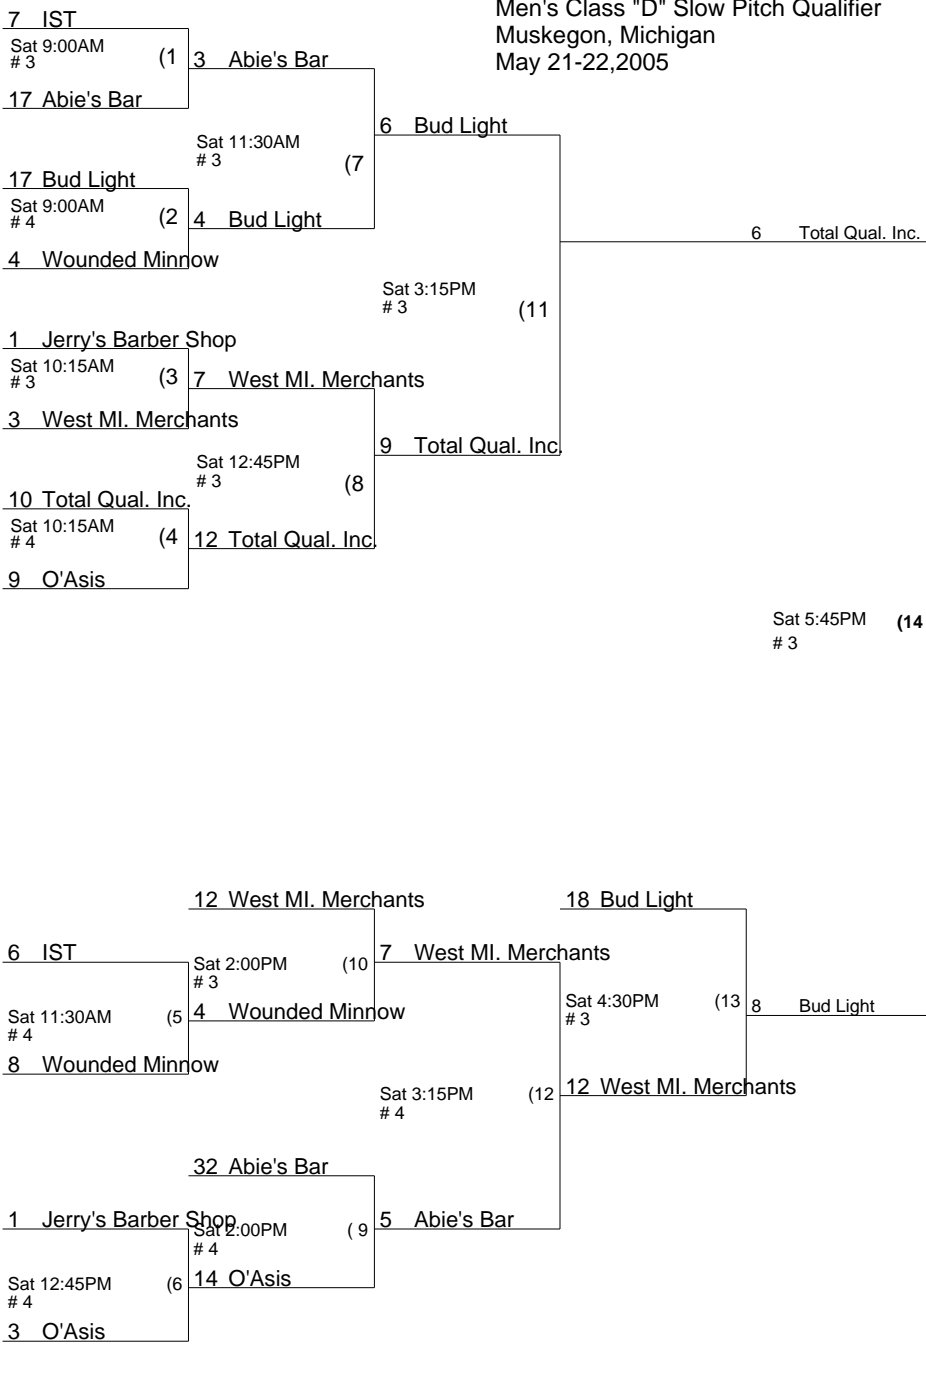 Men's Class "D" Slow Pitch Qualifier
Muskegon, Michigan
May 21-22,2005
7 IST
Sat 9:00AM
# 3
(1
17 Abie's Bar
3 Abie's Bar
Sat 11:30AM
# 3
(7
17 Bud Light
Sat 9:00AM
# 4
(2
4 Wounded Minnow
4 Bud Light
6 Bud Light
Sat 3:15PM
# 3
(11
6 Total Qual. Inc.
1 Jerry's Barber Shop
Sat 10:15AM
# 3
(3
3 West MI. Merchants
7 West MI. Merchants
Sat 12:45PM
# 3
(8
9 Total Qual. Inc.
10 Total Qual. Inc.
Sat 10:15AM
# 4
(4
9 O'Asis
12 Total Qual. Inc.
Sat 5:45PM
# 3
(14
12 West MI. Merchants
18 Bud Light
6 IST
Sat 11:30AM
# 4
(5
8 Wounded Minnow
Sat 2:00PM
# 3
(10
4 Wounded Minnow
7 West MI. Merchants
Sat 4:30PM
# 3
(13
8 Bud Light
Sat 3:15PM
# 4
(12
12 West MI. Merchants
32 Abie's Bar
1 Jerry's Barber Shop
Sat 2:00PM
# 4
( 9
5 Abie's Bar
Sat 12:45PM
# 4
(6
14 O'Asis
3 O'Asis